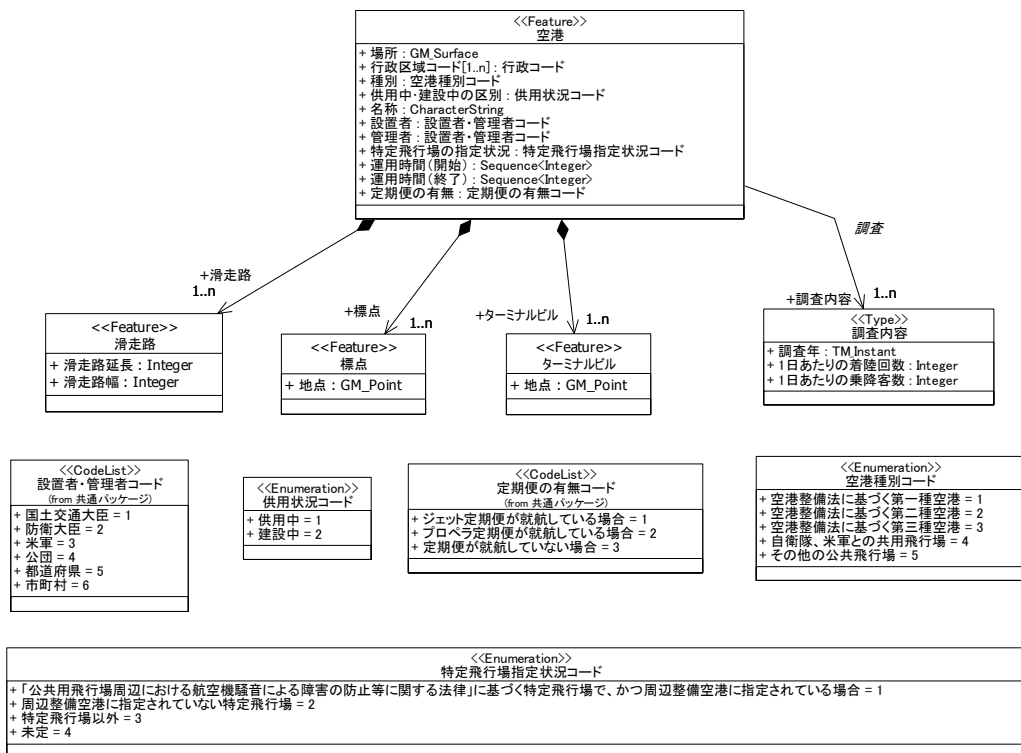 <<Feature>>
空港
+ 場所 : GM_Surface
+ 行政区域コード[1..n] : 行政コード
+ 種別 : 空港種別コード
+ 供用中・建設中の区別 : 供用状況コード
+ 名称 : CharacterString
+ 設置者 : 設置者・管理者コード
+ 管理者 : 設置者・管理者コード
+ 特定飛行場の指定状況 : 特定飛行場指定状況コード
+ 運用時間(開始) : Sequence<Integer>
+ 運用時間(終了) : Sequence<Integer>
+ 定期便の有無 : 定期便の有無コード
調査
+滑走路
1..n
+標点
1..n
+ターミナルビル
1..n
+調査内容
1..n
<<Feature>>
滑走路
+ 滑走路延長 : Integer
+ 滑走路幅 : Integer
<<Feature>>
標点
+ 地点 : GM_Point
<<Feature>>
ターミナルビル
+ 地点 : GM_Point
<<Type>>
調査内容
+ 調査年 : TM_Instant
+ 1日あたりの着陸回数 : Integer
+ 1日あたりの乗降客数 : Integer
<<CodeList>>
設置者・管理者コード
(from 共通パッケージ)
+ 国土交通大臣 = 1
+ 防衛大臣 = 2
+ 米軍 = 3
+ 公団 = 4
+ 都道府県 = 5
+ 市町村 = 6
<<Enumeration>>
供用状況コード
+ 供用中 = 1
+ 建設中 = 2
<<CodeList>>
定期便の有無コード
(from 共通パッケージ)
+ ジェット定期便が就航している場合 = 1
+ プロペラ定期便が就航している場合 = 2
+ 定期便が就航していない場合 = 3
<<Enumeration>>
空港種別コード
+ 空港整備法に基づく第一種空港 = 1
+ 空港整備法に基づく第二種空港 = 2
+ 空港整備法に基づく第三種空港 = 3
+ 自衛隊、米軍との共用飛行場 = 4
+ その他の公共飛行場 = 5
<<Enumeration>>
特定飛行場指定状況コード
+ 「公共用飛行場周辺における航空機騒音による障害の防止等に関する法律」に基づく特定飛行場で、かつ周辺整備空港に指定されている場合 = 1
+ 周辺整備空港に指定されていない特定飛行場 = 2
+ 特定飛行場以外 = 3
+ 未定 = 4